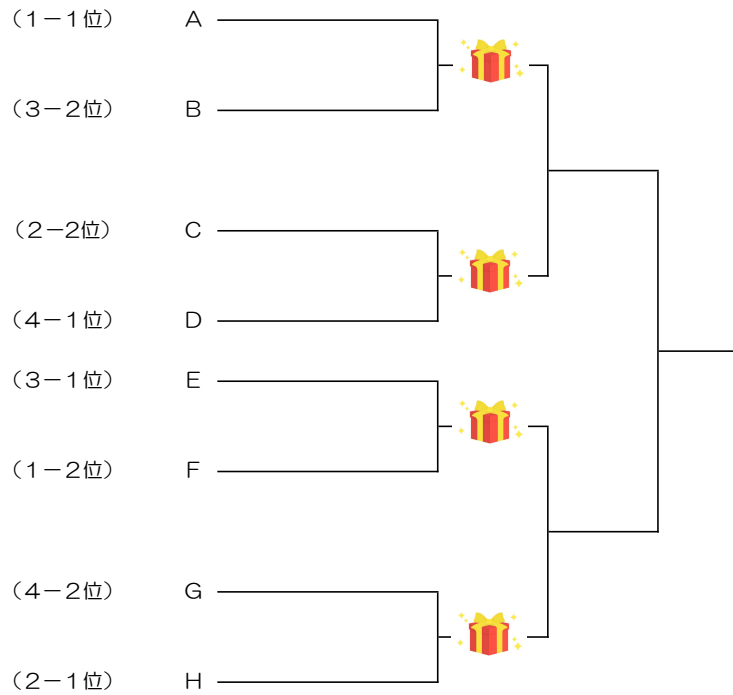 （１－１位） A
（３－２位） B
（２－２位） C
（４－１位） D
（３－１位） E
（１－２位） F
（４－２位） G
（２－１位） H